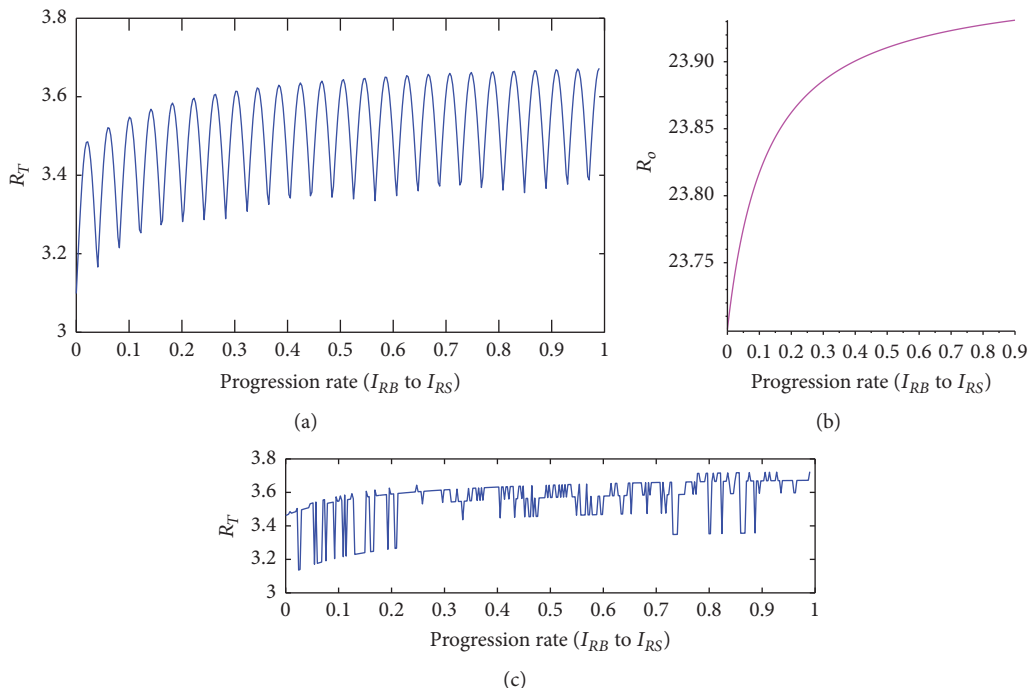 3.8
3.6
3.4
3.2
3
R_T
0 0.1 0.2 0.3 0.4 0.5 0.6 0.7 0.8 0.9 1
Progression rate (I_RB to I_RS)
(a)
23.90
23.85
23.80
23.75
R_o
0 0.1 0.2 0.3 0.4 0.5 0.6 0.7 0.8 0.9
Progression rate (I_RB to I_RS)
(b)
3.8
3.6
3.4
3.2
3
R_T
0 0.1 0.2 0.3 0.4 0.5 0.6 0.7 0.8 0.9 1
Progression rate (I_RB to I_RS)
(c)